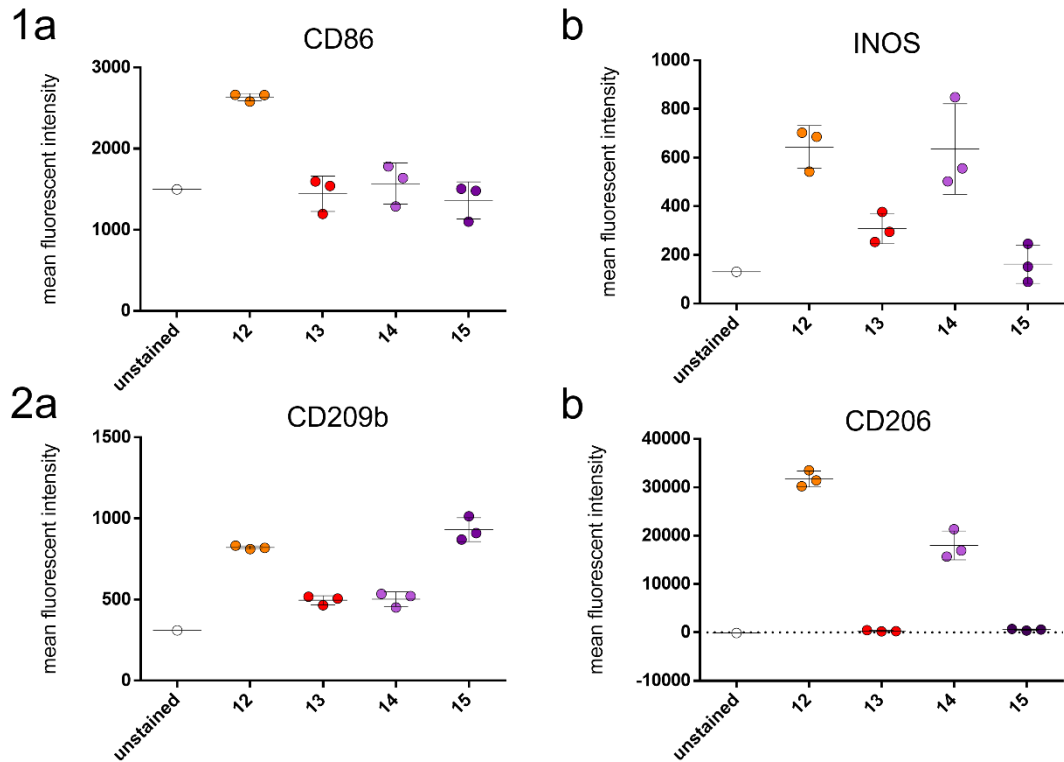 1a
CD86
mean fluorescent intensity
3000
2000
1000
0
unstained
12
13
14
15
b
INOS
mean fluorescent intensity
1000
800
600
400
200
0
unstained
12
13
14
15
2a
CD209b
mean fluorescent intensity
1500
1000
500
0
unstained
12
13
14
15
b
CD206
mean fluorescent intensity
40000
30000
20000
10000
0
-10000
unstained
12
13
14
15